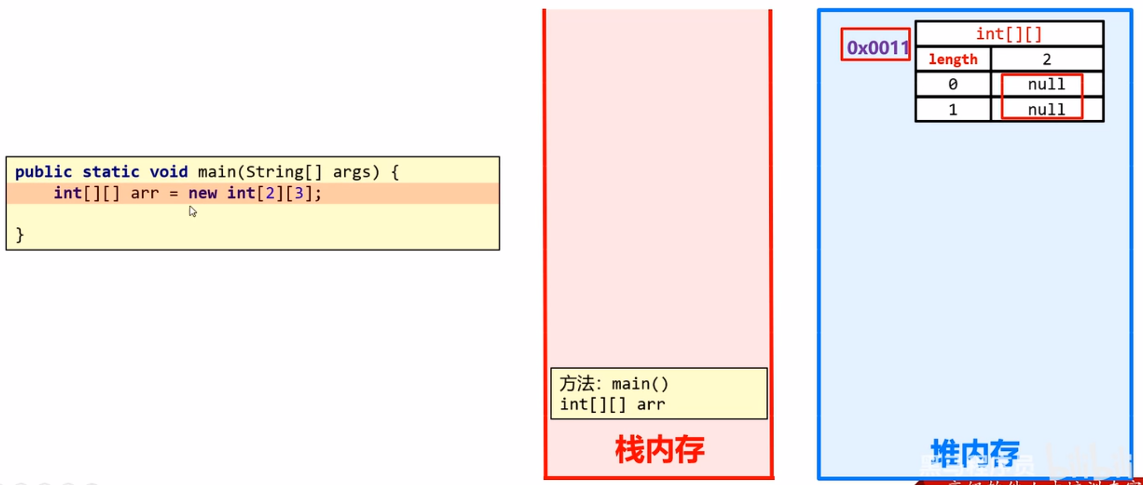 public static void main(String[] args) {
int[][] arr = new int[2][3];
}
方法: main()
int[][] arr
栈内存
0x0011
int[][]
length 2
0 null
1 null
堆内存